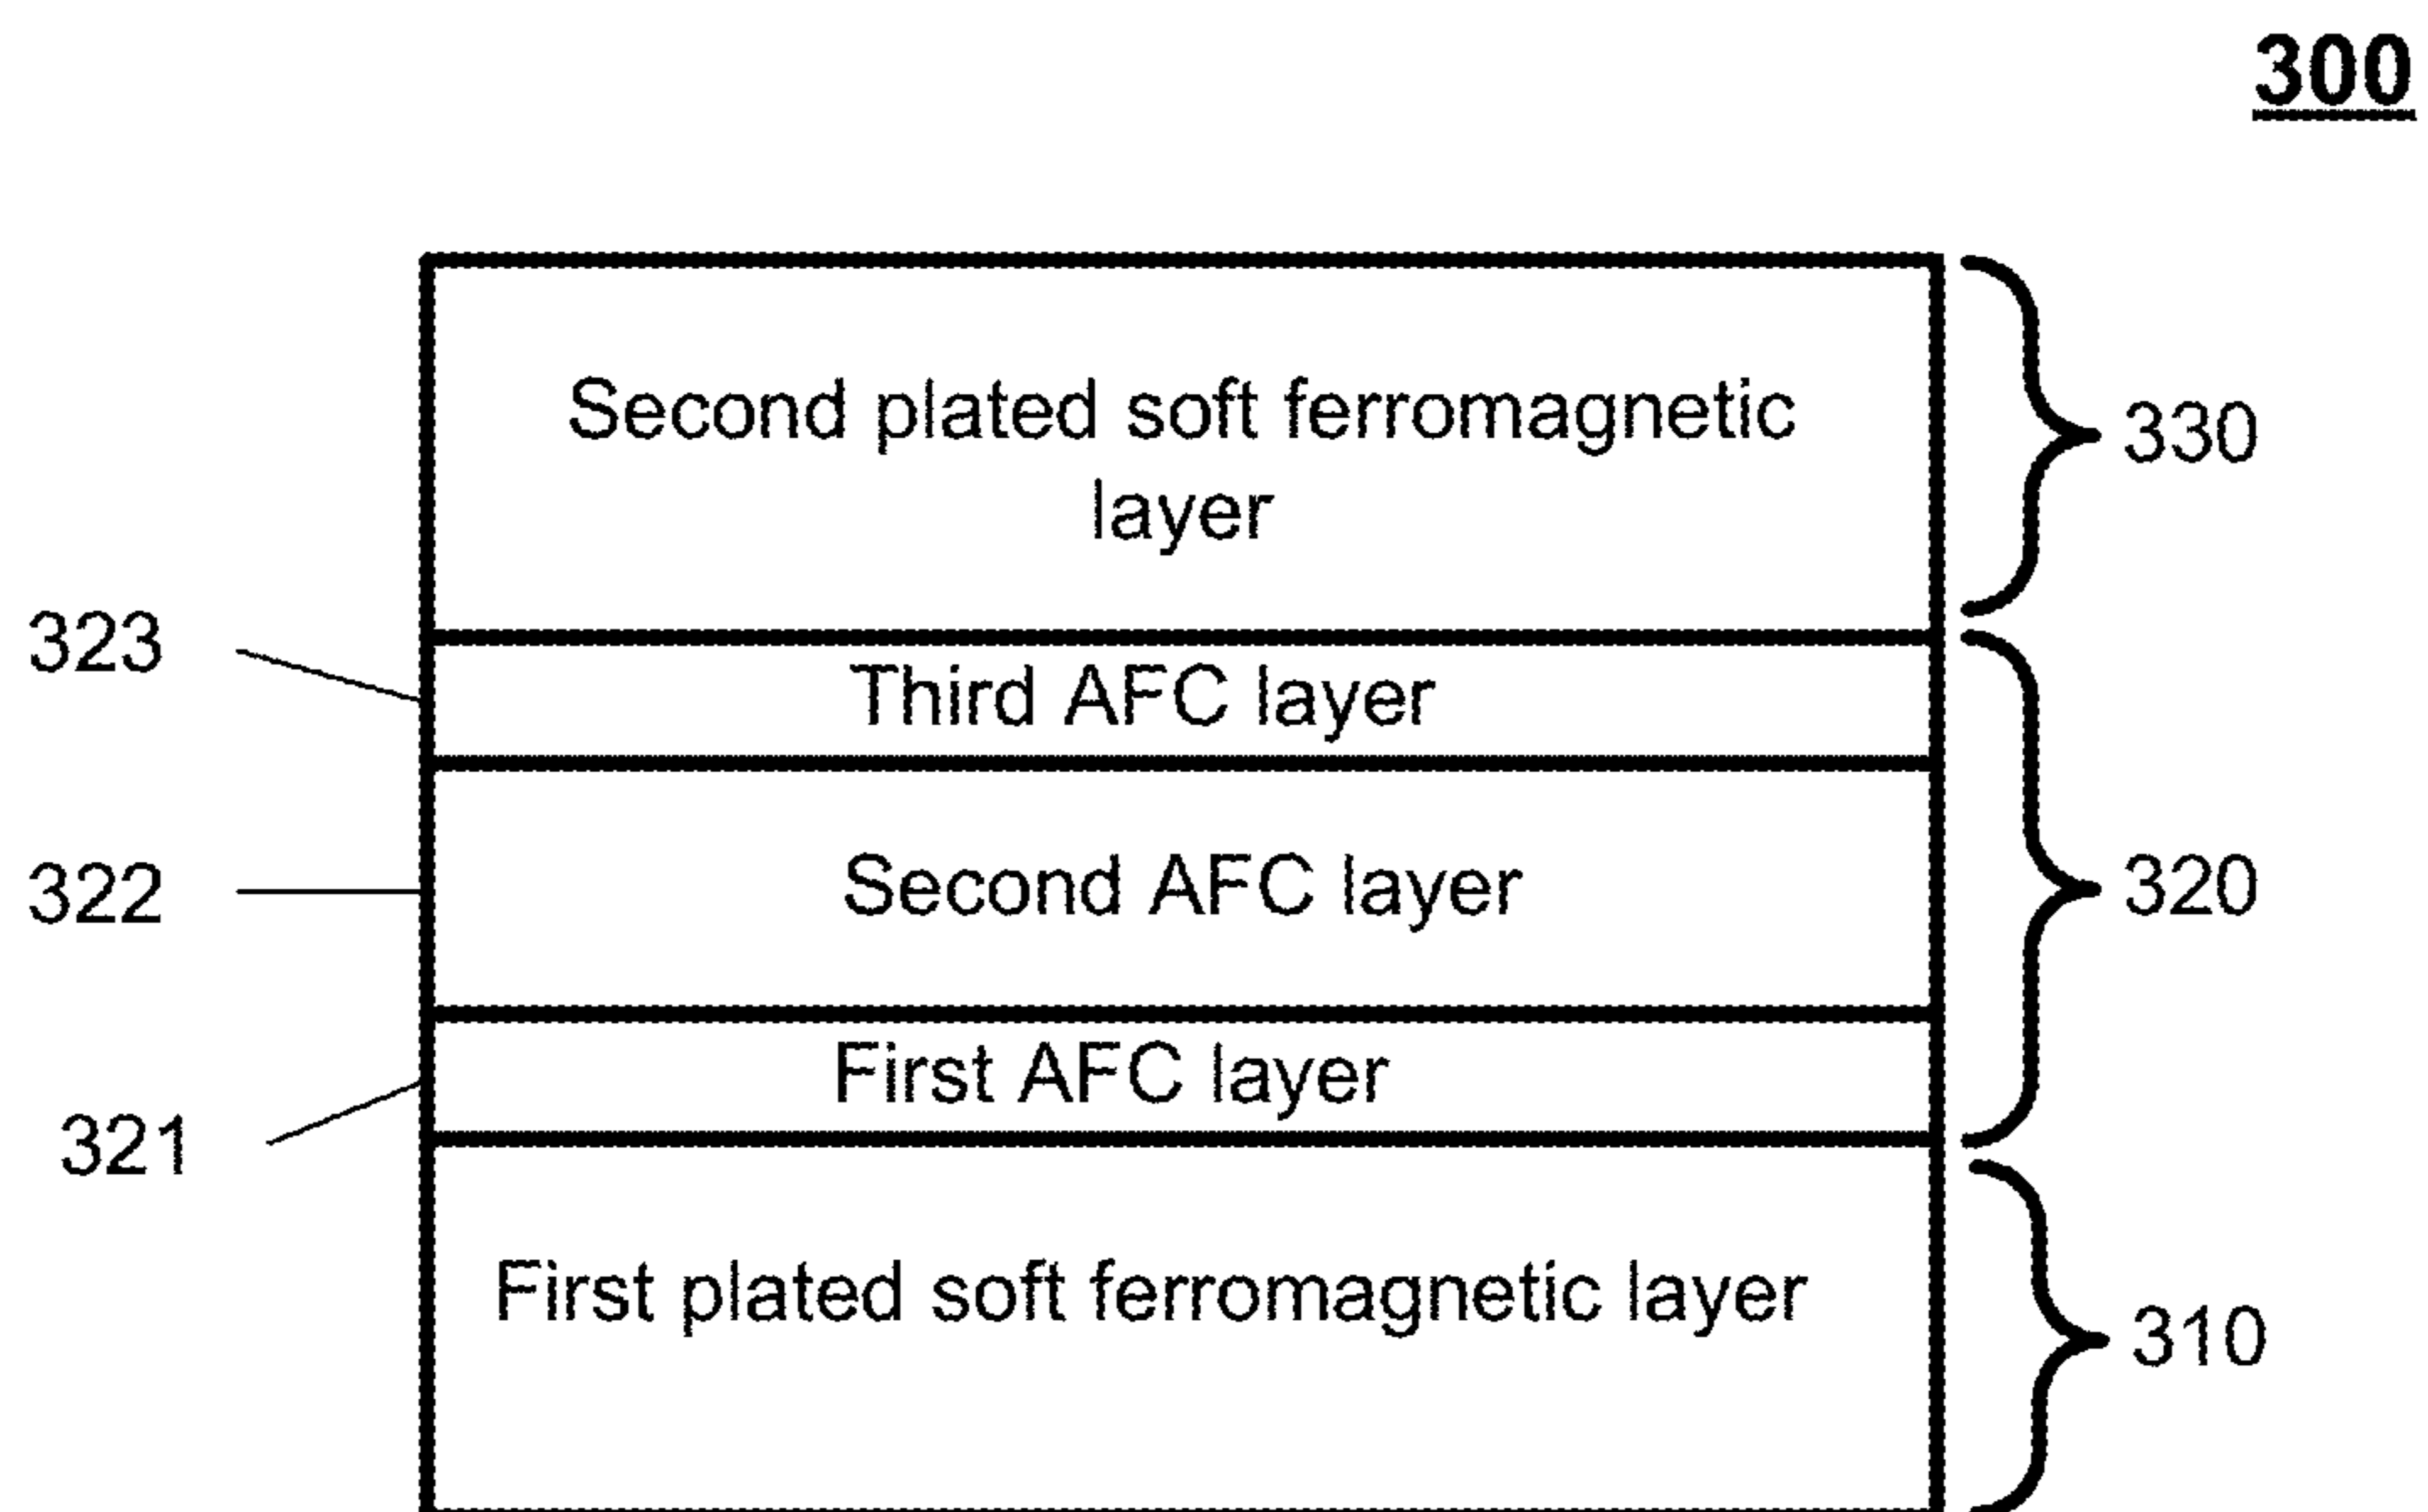 300
Second plated soft ferromagnetic
layer
330
323
Third AFC layer
322
Second AFC layer
320
First AFC layer
321
First plated soft ferromagnetic layer
310